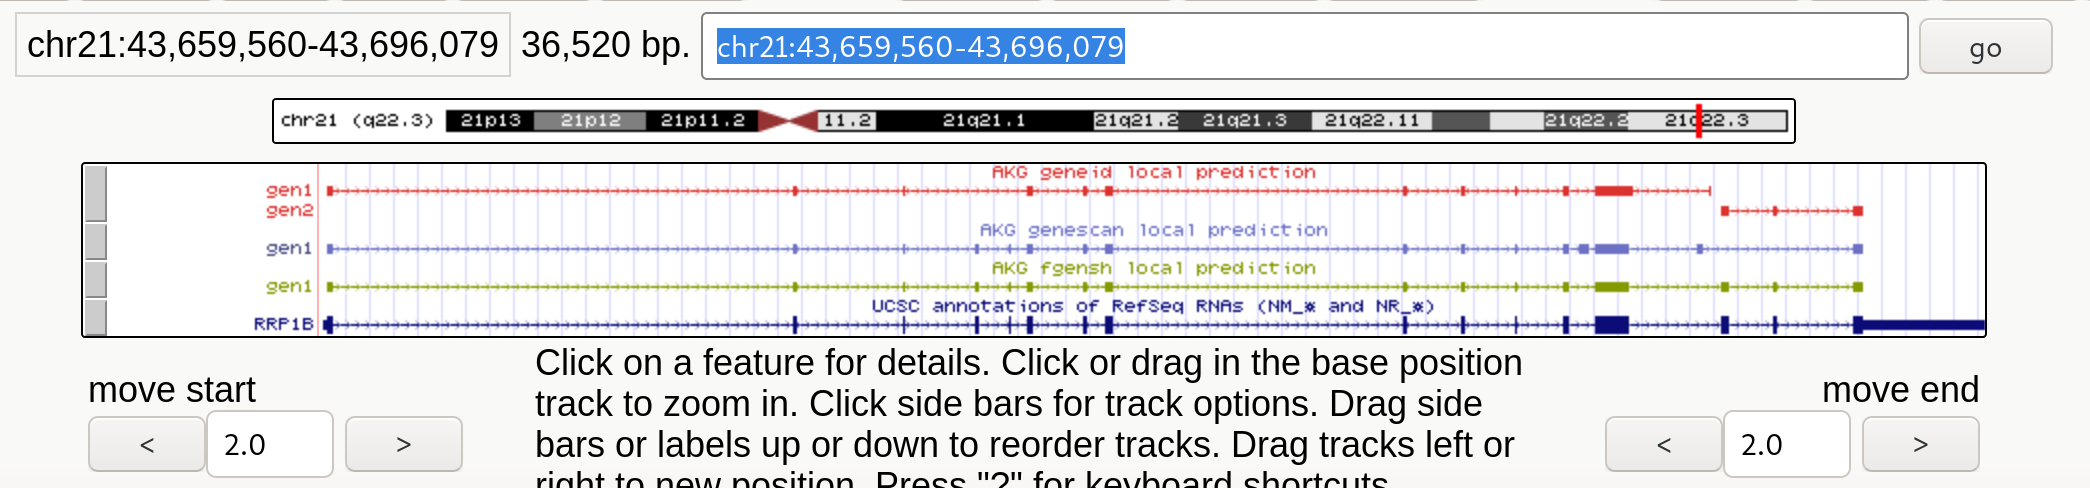 chr21:43,659,560-43,696,079 36,520 bp. chr21:43,659,560-43,696,079 go
chr21 (q22.3) 21p13 21p12 21p11.2 11.2 21q21.1 21q21.2 21q21.3 21q22.11 21q22.2 21q22.3
AKG geneid local prediction
gen1
gen2
AKG genescan local prediction
gen1
AKG fgensh local prediction
gen1
UCSC annotations of RefSeq RNAs (NM_* and NR_*)
RRP1B
move start
< 2.0 >
Click on a feature for details. Click or drag in the base position
track to zoom in. Click side bars for track options. Drag side
bars or labels up or down to reorder tracks. Drag tracks left or
right to new position. Press "?" for keyboard shortcuts.
move end
< 2.0 >